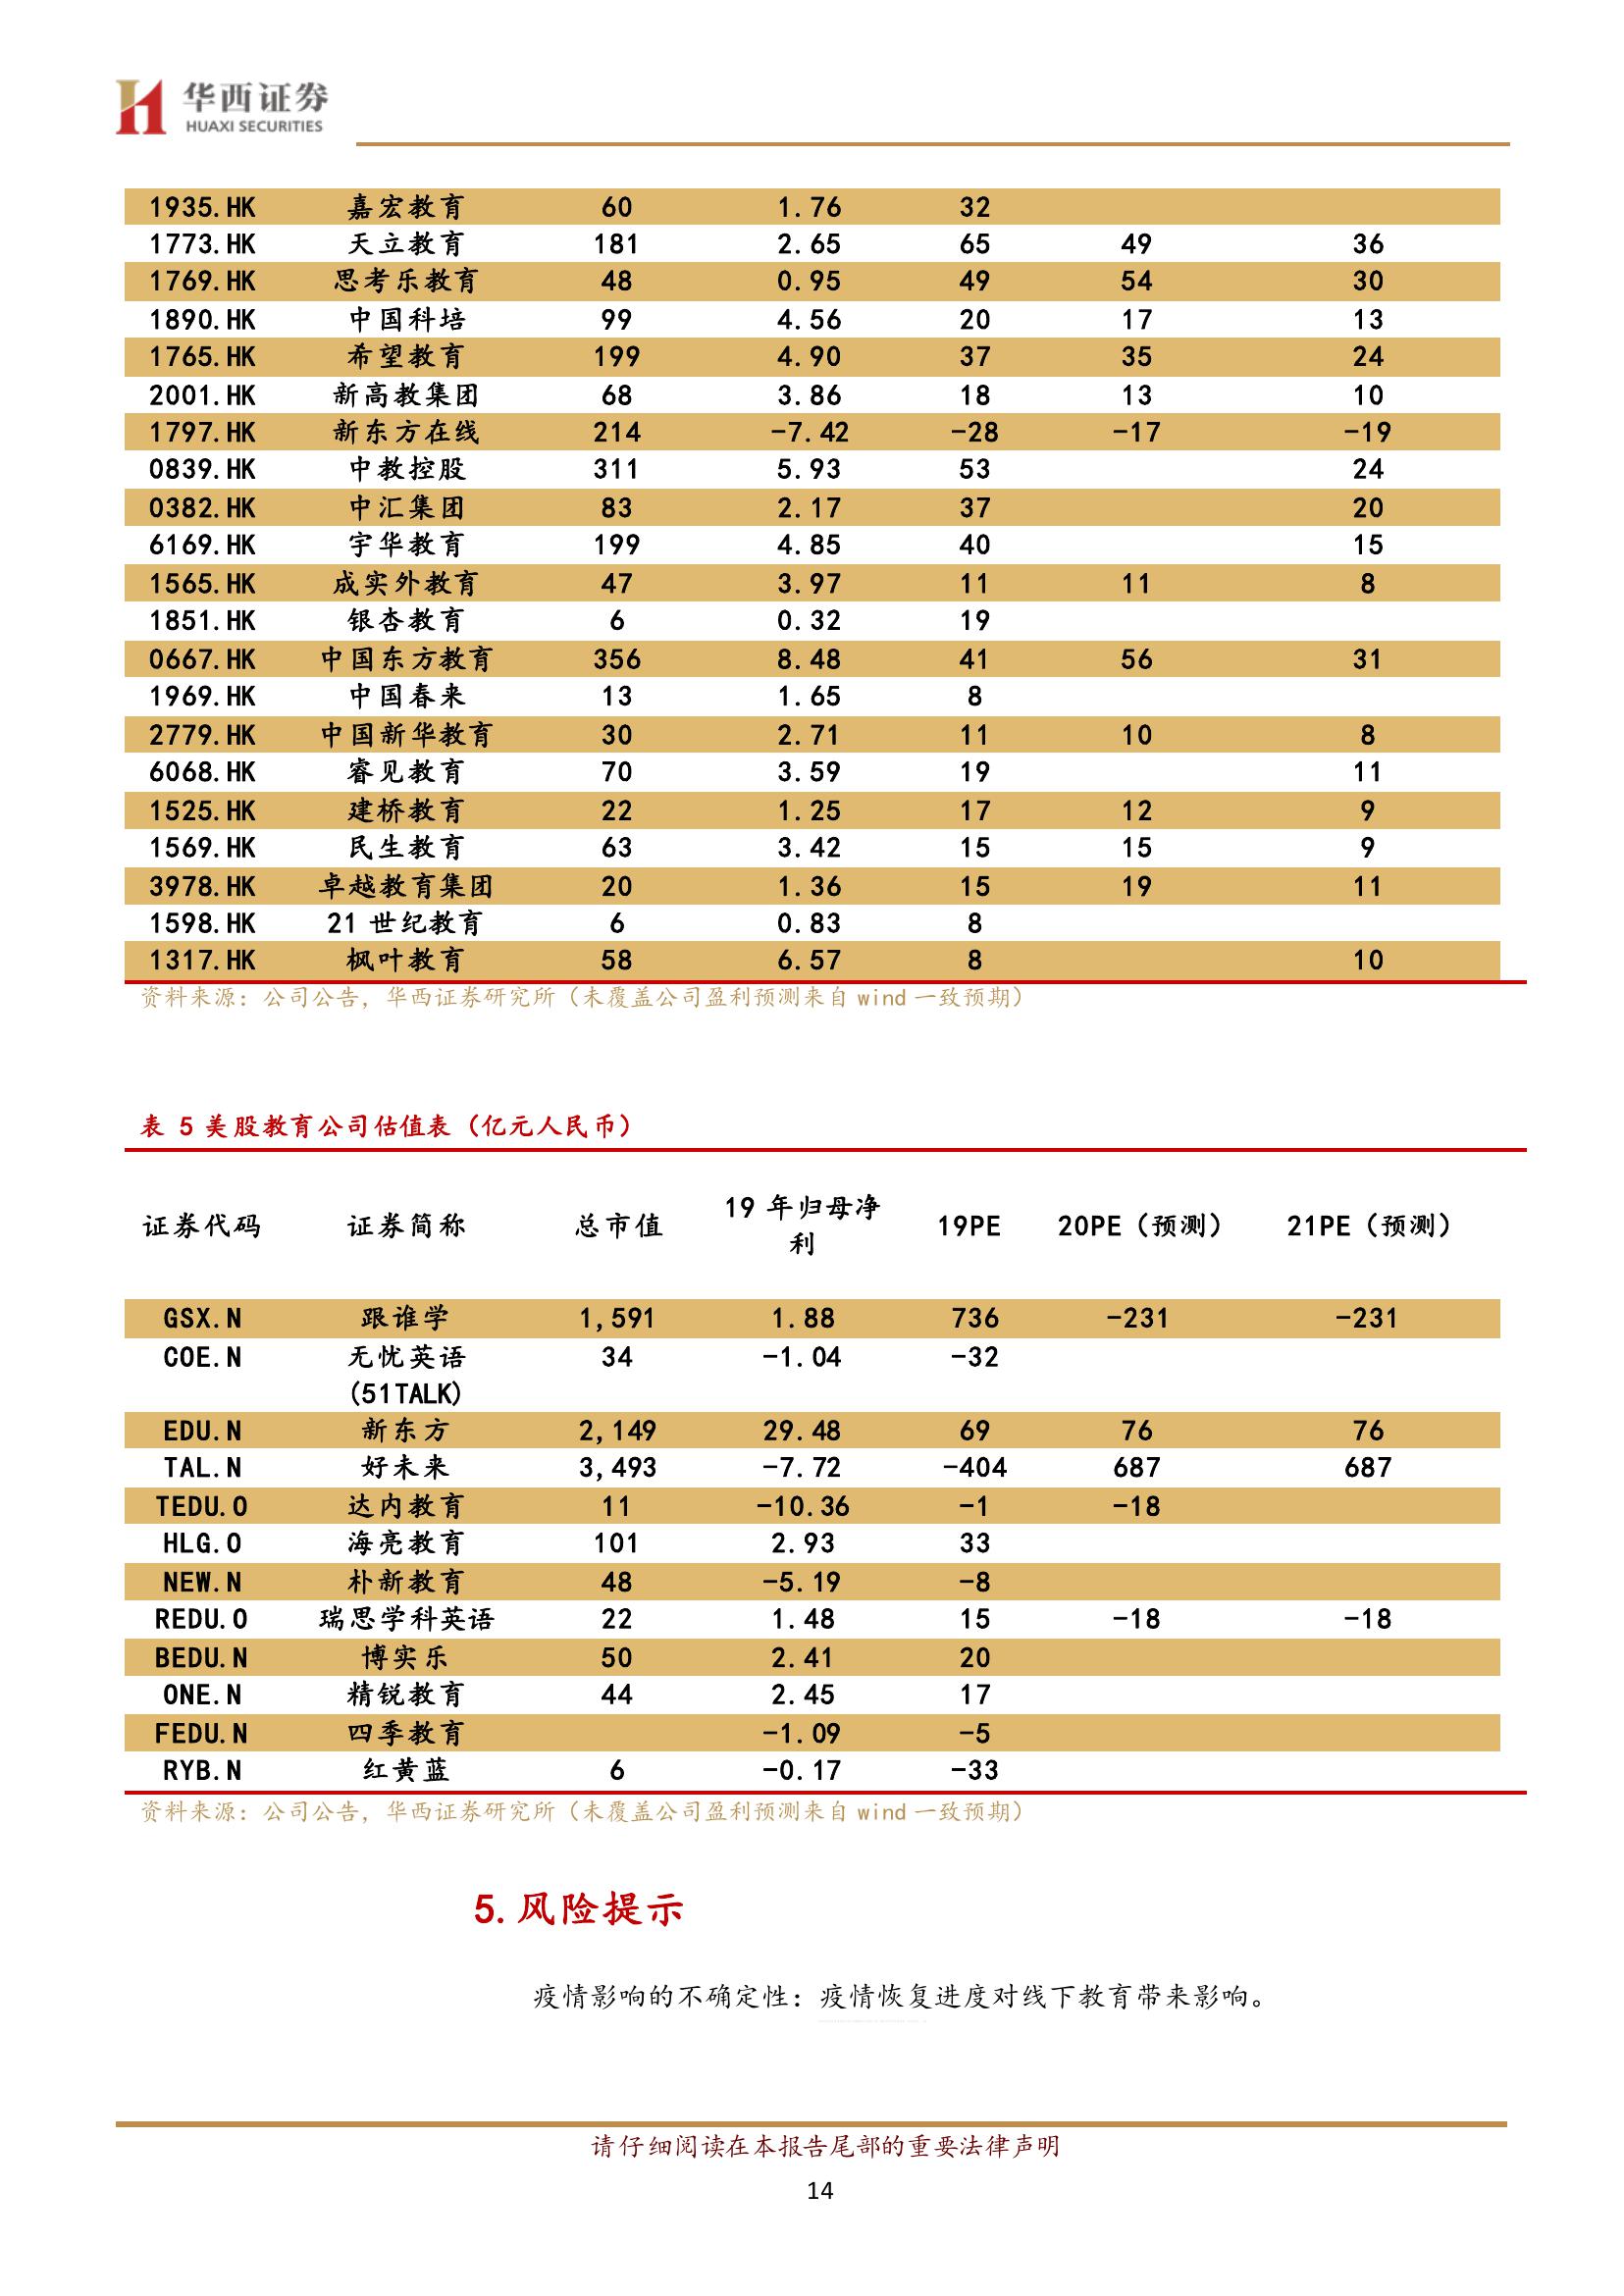 华西证券
HUAXI SECURITIES
1935.HK 嘉宏教育 60 1.76 32
1773.HK 天立教育 181 2.65 65 49 36
1769.HK 思考乐教育 48 0.95 49 54 30
1890.HK 中国科培 99 4.56 20 17 13
1765.HK 希望教育 199 4.90 37 35 24
2001.HK 新高教集团 68 3.86 18 13 10
1797.HK 新东方在线 214 -7.42 -28 -17 -19
0839.HK 中教控股 311 5.93 53 24
0382.HK 中汇集团 83 2.17 37 20
6169.HK 宇华教育 199 4.85 40 15
1565.HK 成实外教育 47 3.97 11 11 8
1851.HK 银杏教育 6 0.32 19
0667.HK 中国东方教育 356 8.48 41 56 31
1969.HK 中国春来 13 1.65 8
2779.HK 中国新华教育 30 2.71 11 10 8
6068.HK 睿见教育 70 3.59 19 11
1525.HK 建桥教育 22 1.25 17 12 9
1569.HK 民生教育 63 3.42 15 15 9
3978.HK 卓越教育集团 20 1.36 15 19 11
1598.HK 21 世纪教育 6 0.83 8
1317.HK 枫叶教育 58 6.57 8 10
资料来源：公司公告，华西证券研究所（未覆盖公司盈利预测来自 wind 一致预期）
表 5 美股教育公司估值表（亿元人民币）
证券代码 证券简称 总市值 19 年归母净 19PE 20PE（预测） 21PE（预测）
利
GSX.N 跟谁学 1,591 1.88 736 -231 -231
COE.N 无忧英语 34 -1.04 -32
(51TALK)
EDU.N 新东方 2,149 29.48 69 76 76
TAL.N 好未来 3,493 -7.72 -404 687 687
TEDU.O 达内教育 11 -10.36 -1 -18
HLG.O 海亮教育 101 2.93 33
NEW.N 朴新教育 48 -5.19 -8
REDU.O 瑞思学科英语 22 1.48 15 -18 -18
BEDU.N 博实乐 50 2.41 20
ONE.N 精锐教育 44 2.45 17
FEDU.N 四季教育 -1.09 -5
RYB.N 红黄蓝 6 -0.17 -33
资料来源：公司公告，华西证券研究所（未覆盖公司盈利预测来自 wind 一致预期）
5.风险提示
疫情影响的不确定性：疫情恢复进度对线下教育带来影响。
请仔细阅读在本报告尾部的重要法律声明
14